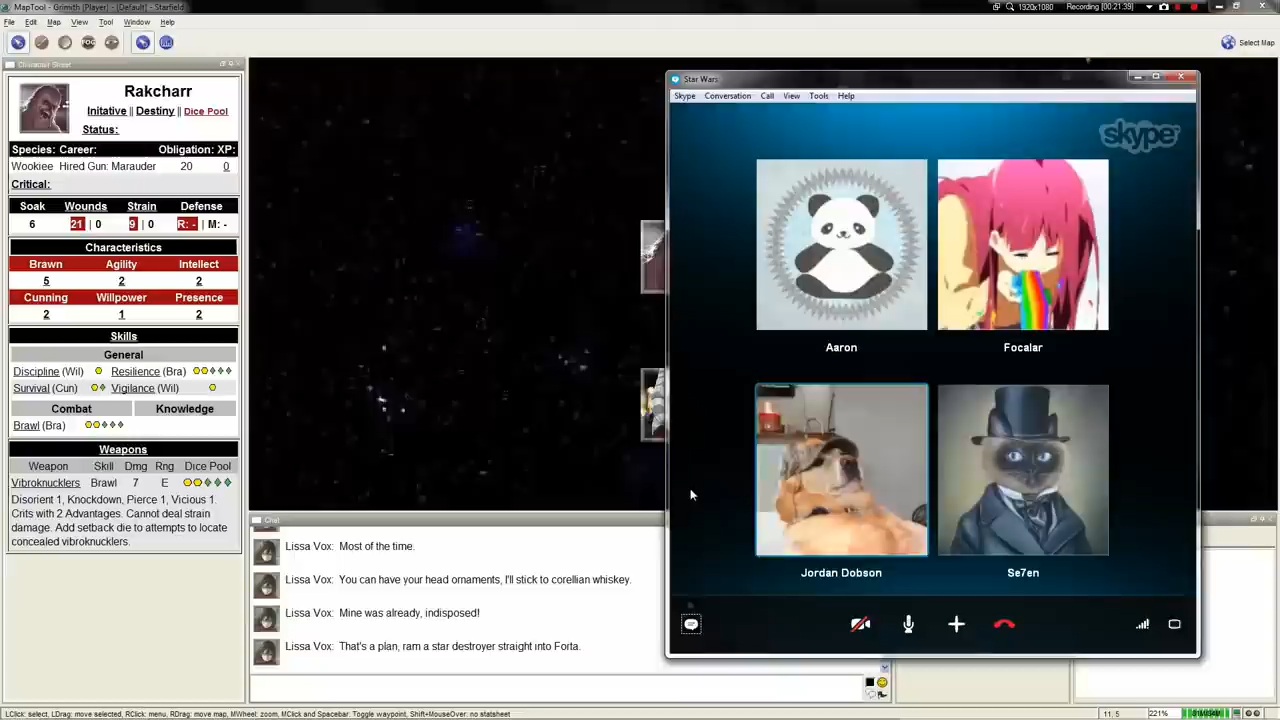 MapTool - Grimith [Player] - [Default] - Starfield
1920x1080
Recording [00:21:39]
File Edit Map View Tool Window Help
FOG
Select Map
Character Sheet
Rakcharr
Initative || Destiny || Dice Pool
Status:
Species: Career: Obligation: XP:
Wookiee Hired Gun: Marauder 20 0
Critical:
Soak Wounds Strain Defense
6 21 | 0 9 | 0 R: - | M: -
Characteristics
Brawn Agility Intellect
5 2 2
Cunning Willpower Presence
2 1 2
Skills
General
Discipline (Wil) Resilience (Bra)
Survival (Cun) Vigilance (Wil)
Combat Knowledge
Brawl (Bra)
Weapons
Weapon Skill Dmg Rng Dice Pool
Vibroknucklers Brawl 7 E
Disorient 1, Knockdown, Pierce 1, Vicious 1.
Crits with 2 Advantages. Cannot deal strain
damage. Add setback die to attempts to locate
concealed vibroknucklers.
Star Wars
Skype Conversation Call View Tools Help
skype
Aaron
Focalar
Jordan Dobson
Se7en
Chat
Lissa Vox: Most of the time.
Lissa Vox: You can have your head ornaments, I'll stick to corellian whiskey.
Lissa Vox: Mine was already, indisposed!
Lissa Vox: That's a plan, ram a star destroyer straight into Forta.
LClick: select, LDrag: move selected, RClick: menu, RDrag: move map, MWheel: zoom, MClick and Spacebar: Toggle waypoint, Shift+MouseOver: no statsheet
11, 5
221%